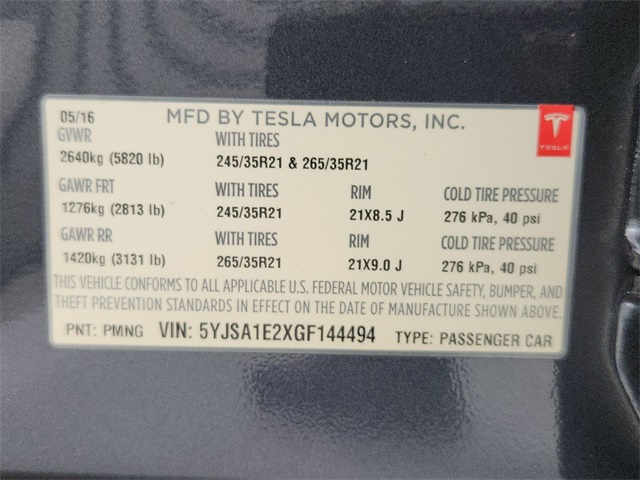 05/16 MFD BY TESLA MOTORS, INC.
TESLA
GVWR WITH TIRES
2640kg (5820 lb) 245/35R21 & 265/35R21
GAWR FRT WITH TIRES RIM COLD TIRE PRESSURE
1276kg (2813 lb) 245/35R21 21X8.5 J 276 kPa, 40 psi
GAWR RR WITH TIRES RIM COLD TIRE PRESSURE
1420kg (3131 lb) 265/35R21 21X9.0 J 276 kPa, 40 psi
THIS VEHICLE CONFORMS TO ALL APPLICABLE U.S. FEDERAL MOTOR VEHICLE SAFETY, BUMPER, AND
THEFT PREVENTION STANDARDS IN EFFECT ON THE DATE OF MANUFACTURE SHOWN ABOVE.
PNT: PMNG VIN: 5YJSA1E2XGF144494 TYPE: PASSENGER CAR